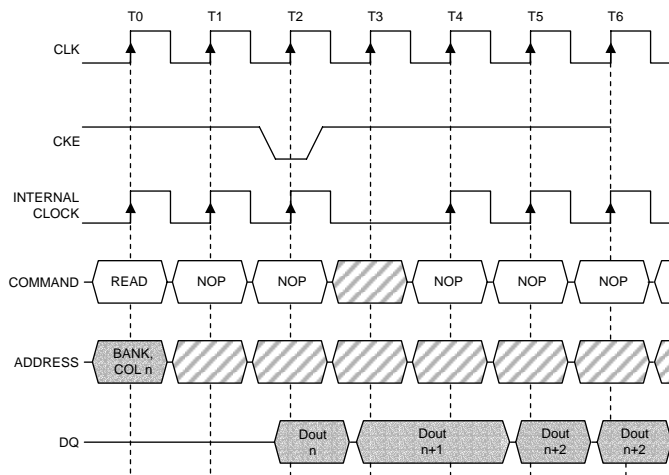 T0 T1 T2 T3 T4 T5 T6
CLK
CKE
INTERNAL
CLOCK
COMMAND READ NOP NOP NOP NOP NOP
ADDRESS BANK,
COL n
DQ Dout
n Dout
n+1 Dout
n+2 Dout
n+2